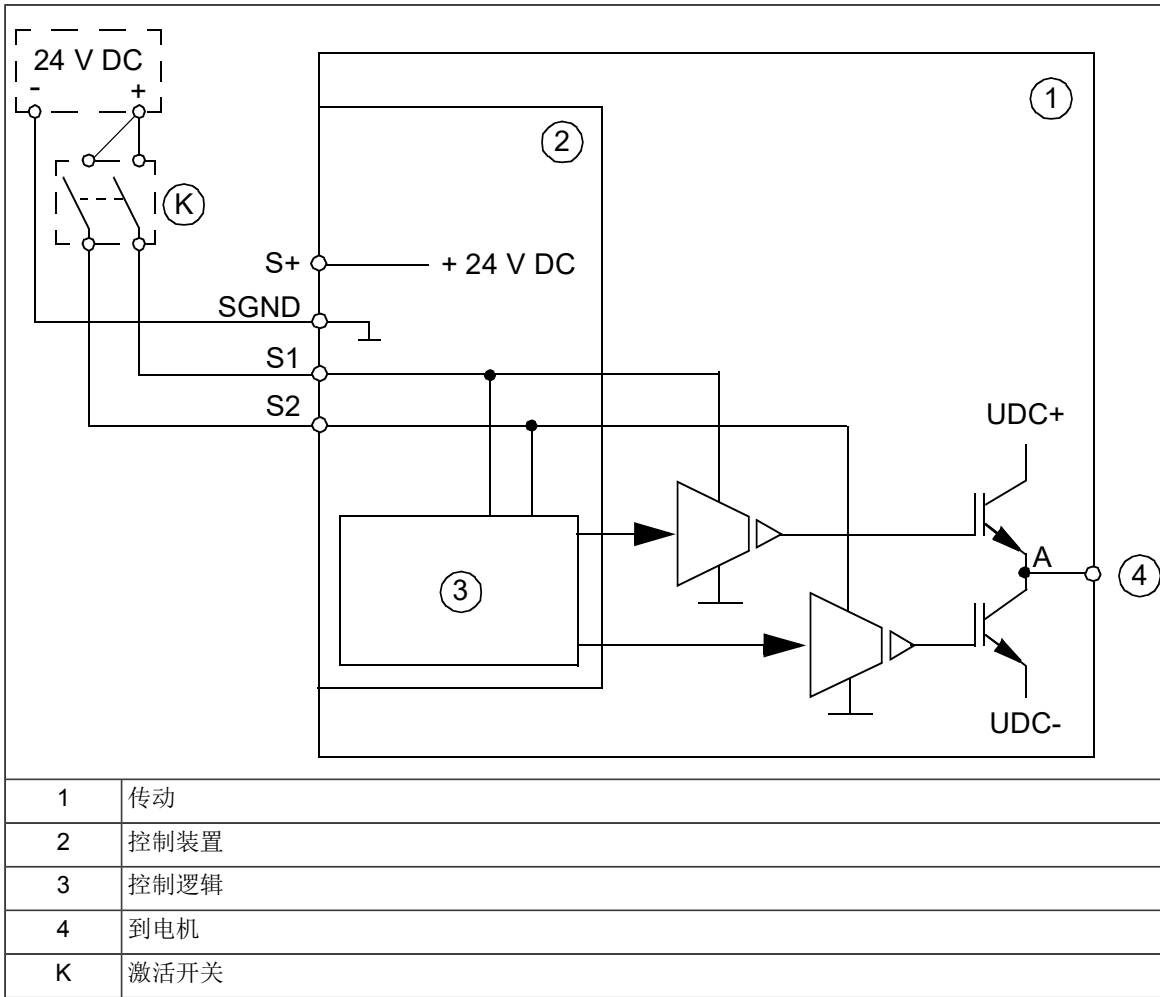 24 V DC
- +
1
2
K
S+
+ 24 V DC
SGND
S1
S2
UDC+
A
3
4
UDC-
1 传动
2 控制装置
3 控制逻辑
4 到电机
K 激活开关